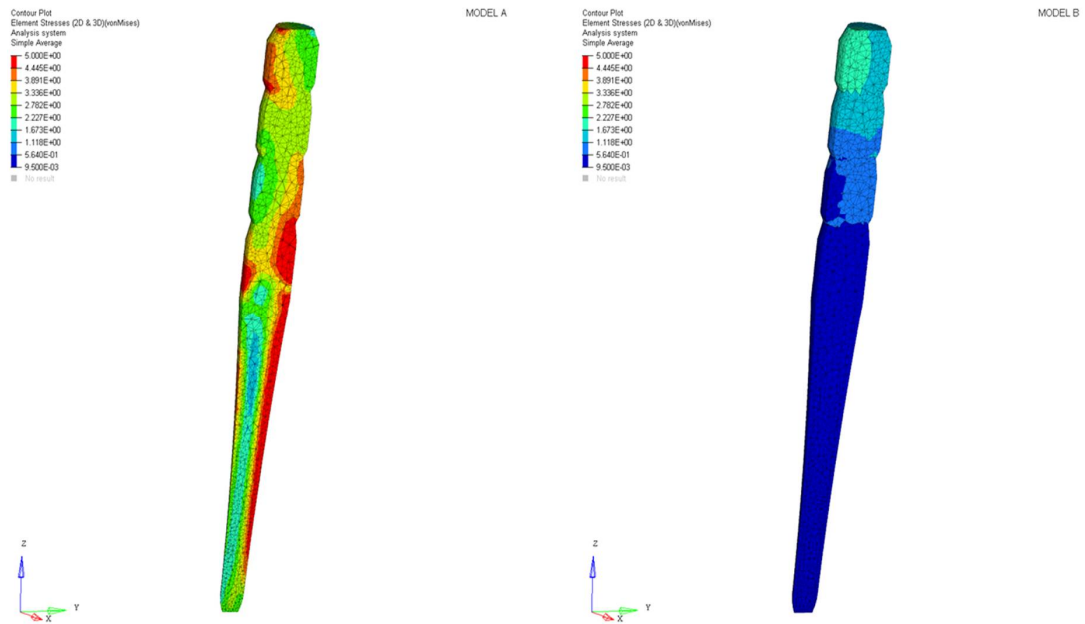 Contour Plot
Element Stresses (2D & 3D)(vonMises)
Analysis system
Simple Average
5.000E+00
4.445E+00
3.891E+00
3.336E+00
2.782E+00
2.227E+00
1.673E+00
1.118E+00
5.640E-01
9.500E-03
No result
MODEL A
Z
Y
X
Contour Plot
Element Stresses (2D & 3D)(vonMises)
Analysis system
Simple Average
5.000E+00
4.445E+00
3.891E+00
3.336E+00
2.782E+00
2.227E+00
1.673E+00
1.118E+00
5.640E-01
9.500E-03
No result
MODEL B
Z
Y
X